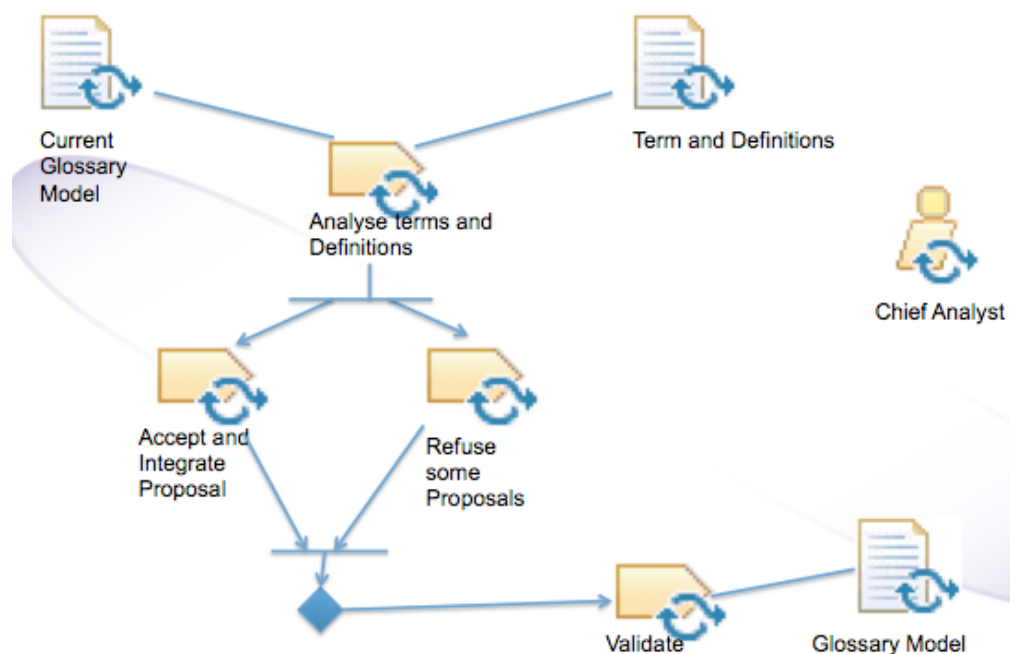 Current
Glossary
Model
Term and Definitions
Analyse terms and
Definitions
Chief Analyst
Accept and
Integrate
Proposal
Refuse
some
Proposals
Validate
Glossary Model